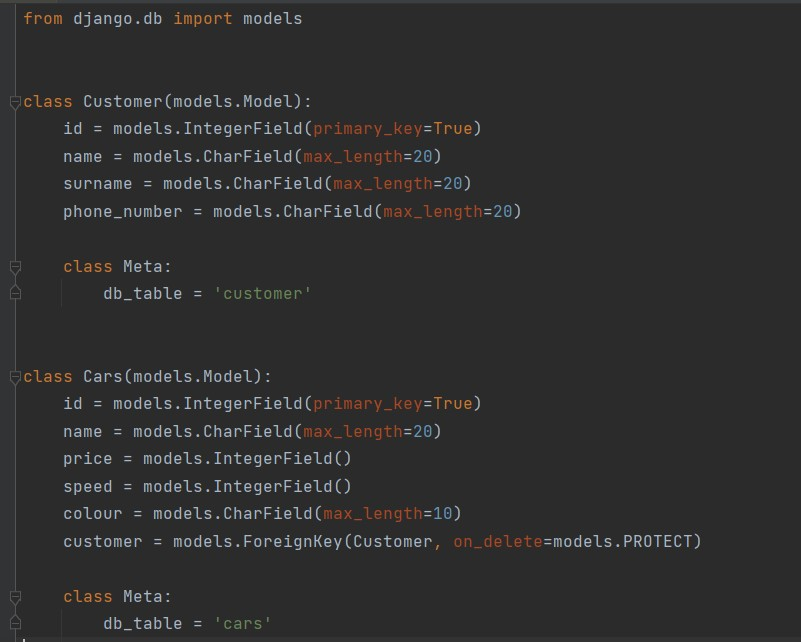 from django.db import models
class Customer(models.Model):
    id = models.IntegerField(primary_key=True)
    name = models.CharField(max_length=20)
    surname = models.CharField(max_length=20)
    phone_number = models.CharField(max_length=20)
    class Meta:
        db_table = 'customer'
class Cars(models.Model):
    id = models.IntegerField(primary_key=True)
    name = models.CharField(max_length=20)
    price = models.IntegerField()
    speed = models.IntegerField()
    colour = models.CharField(max_length=10)
    customer = models.ForeignKey(Customer, on_delete=models.PROTECT)
    class Meta:
        db_table = 'cars'